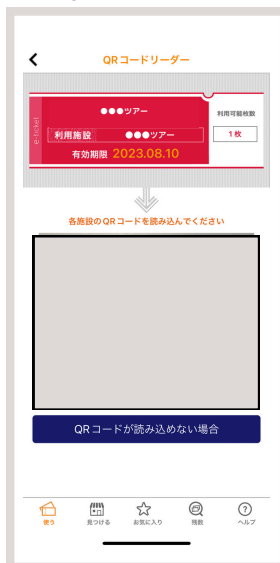 QRコードリーダー
e-ticket
●●●ツアー
利用施設 ●●●ツアー
有効期限 2023.08.10
利用可能枚数
1枚
各施設のQRコードを読み込んでください
QRコードが読み込めない場合
使う
見つける
お気に入り
残数
ヘルプ